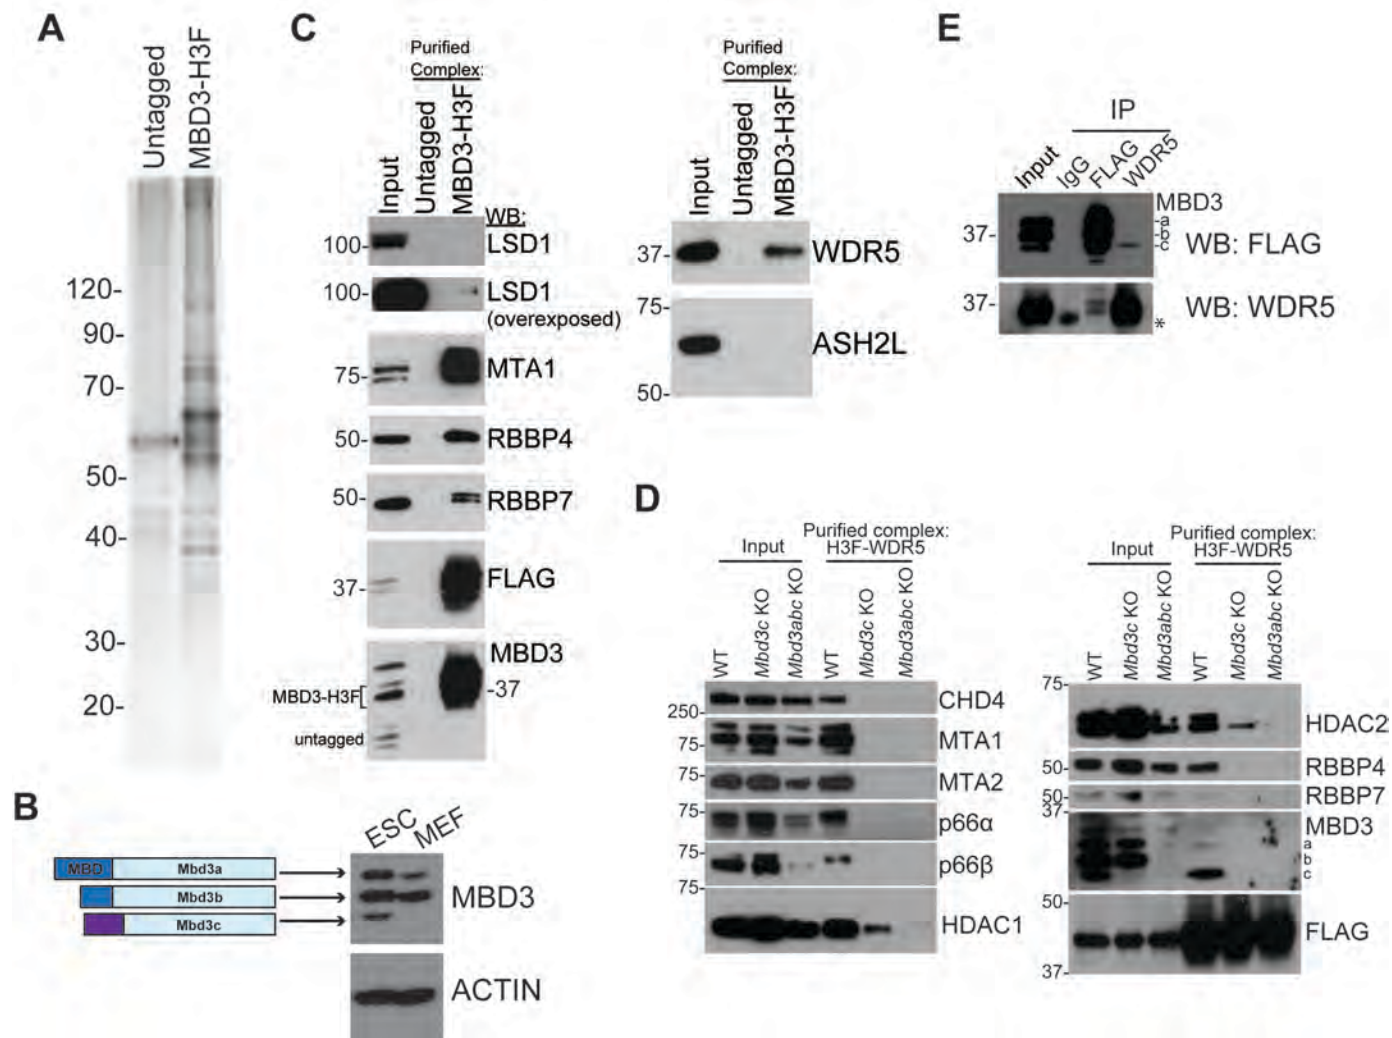 A
Untagged
MBD3-H3F
120-
90-
70-
50-
40-
30-
20-
B
MBD
Mbd3a
Mbd3b
Mbd3c
ESC
MEF
MBD3
ACTIN
C
Purified
Complex:
Input
Untagged
MBD3-H3F
WB:
100-
LSD1
100-
LSD1
(overexposed)
75-
MTA1
50-
RBBP4
50-
RBBP7
37-
FLAG
MBD3
-37
MBD3-H3F
untagged
Purified
Complex:
Input
Untagged
MBD3-H3F
37-
WDR5
75-
ASH2L
50-
E
IP
Input
IgG
FLAG
WDR5
MBD3
-a
-b
-c
37-
WB: FLAG
37-
WB: WDR5
*
D
Input
Purified complex:
H3F-WDR5
WT
Mbd3c KO
Mbd3abc KO
WT
Mbd3c KO
Mbd3abc KO
CHD4
250-
MTA1
75-
75-
MTA2
75-
p66α
75-
p66β
75-
HDAC1
Input
Purified complex:
H3F-WDR5
WT
Mbd3c KO
Mbd3abc KO
WT
Mbd3c KO
Mbd3abc KO
75-
HDAC2
50-
RBBP4
50-
RBBP7
37-
MBD3
a
b
c
50-
FLAG
37-